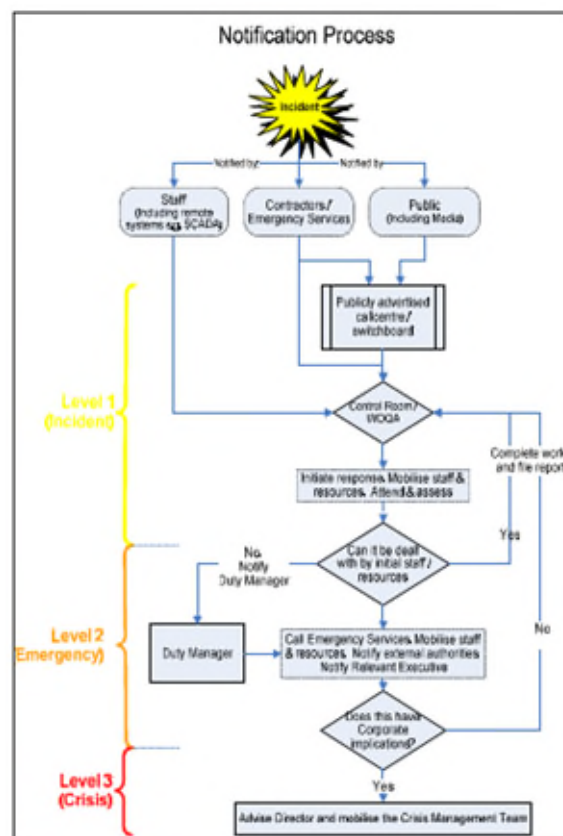 Notification Process
Incident
Notified by:
Notified by:
Staff
(Including remote
systems SCADA)
Contractors /
Emergency Services
Public
(Including Media)
Publicly advertised
callcentre /
switchboard
Level 1
(Incident)
Control Room /
Complete work
and file report
Initiate response. Mobilise staff &
resources. Attend & assess
Yes
No.
Notify
Duty Manager
Can it be dealt
with by initial staff /
resources
No
Level 2
(Emergency)
Duty Manager
Call Emergency Services. Mobilise staff
& resources. Notify external authorities.
Notify Relevant Executive
Does this have
Corporate
implications?
Level 3
(Crisis)
Yes
Advise Director and mobilise the Crisis Management Team